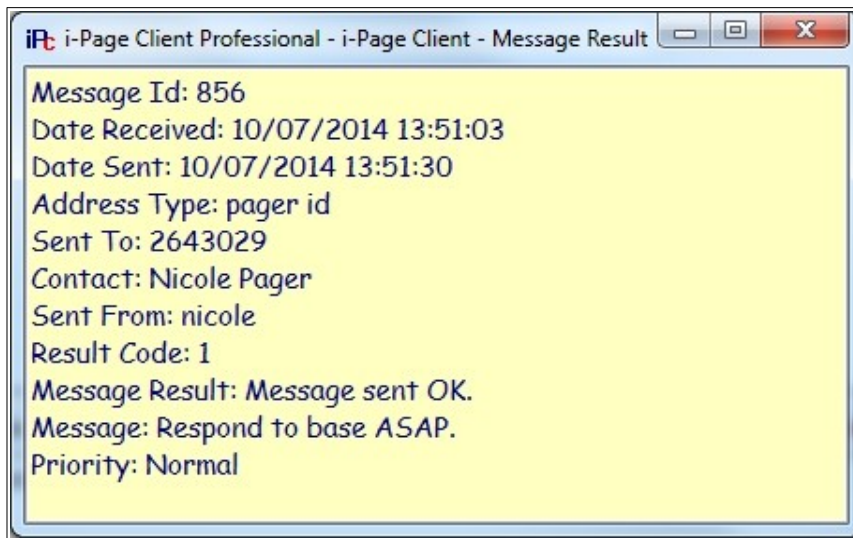 iPc i-Page Client Professional - i-Page Client - Message Result
Message Id: 856
Date Received: 10/07/2014 13:51:03
Date Sent: 10/07/2014 13:51:30
Address Type: pager id
Sent To: 2643029
Contact: Nicole Pager
Sent From: nicole
Result Code: 1
Message Result: Message sent OK.
Message: Respond to base ASAP.
Priority: Normal